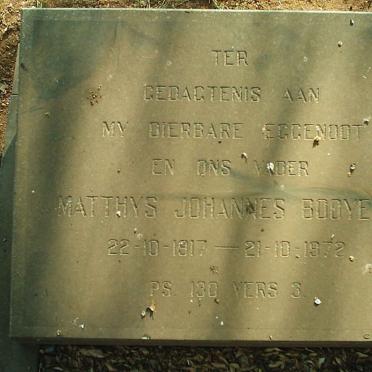 TER
GEDAGTENIS AAN
MY DIERBARE EGGENOOT
EN ONS VADER
MATTHYS JOHANNES BOOYE
22-10-1917 — 21-10-1972
PS 130 VERS 3.